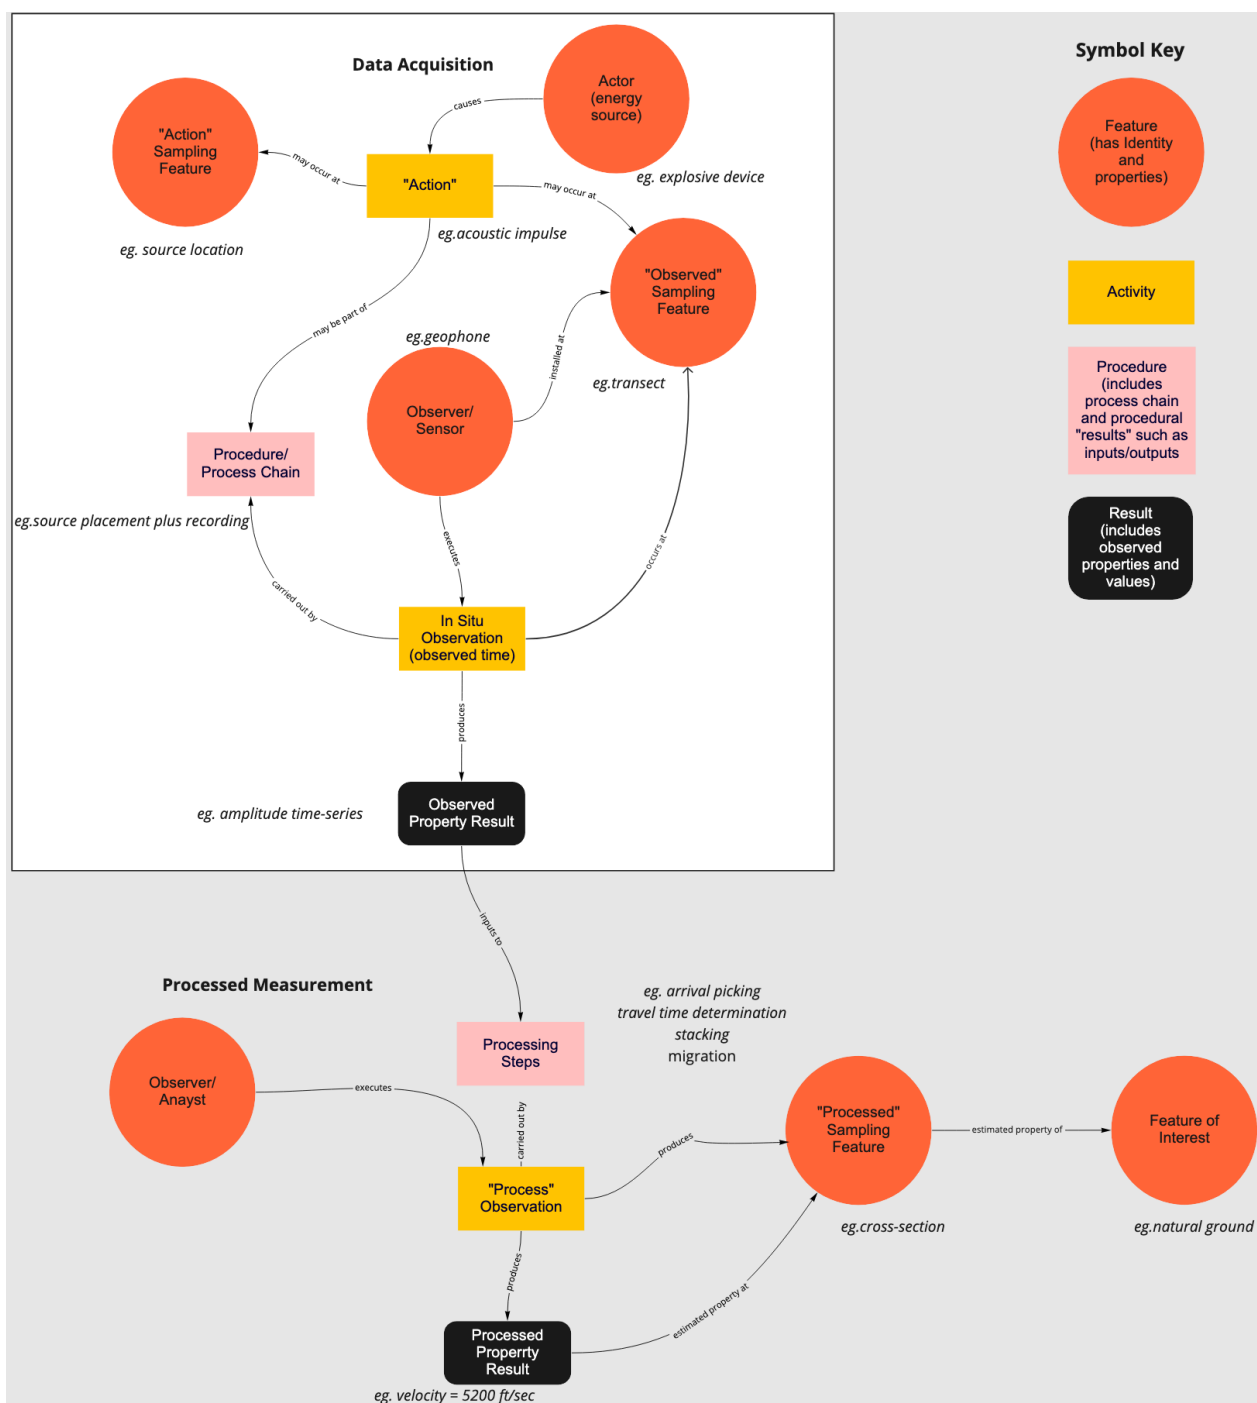 Data Acquisition
Symbol Key
Actor
(energy
source)
causes
"Action"
Sampling
Feature
may occur at
"Action"
may occur at
eg. explosive device
eg.acoustic impulse
eg. source location
"Observed"
Sampling
Feature
may be part of
eg.geophone
installed at
eg.transect
Observer/
Sensor
Procedure/
Process Chain
eg.source placement plus recording
executes
occurs at
carried out by
In Situ
Observation
(observed time)
produces
eg. amplitude time-series
Observed
Property Result
Feature
(has Identity
and
properties)
Activity
Procedure
(includes
process chain
and procedural
"results" such as
inputs/outputs
Result
(includes
observed
properties and
values)
inputs to
Processed Measurement
eg. arrival picking
travel time determination
stacking
migration
Processing
Steps
Observer/
Anayst
executes
carried out by
"Process"
Observation
produces
"Processed"
Sampling
Feature
estimated property of
Feature of
Interest
eg.cross-section
eg.natural ground
produces
estimated property at
Processed
Properrty
Result
eg. velocity = 5200 ft/sec